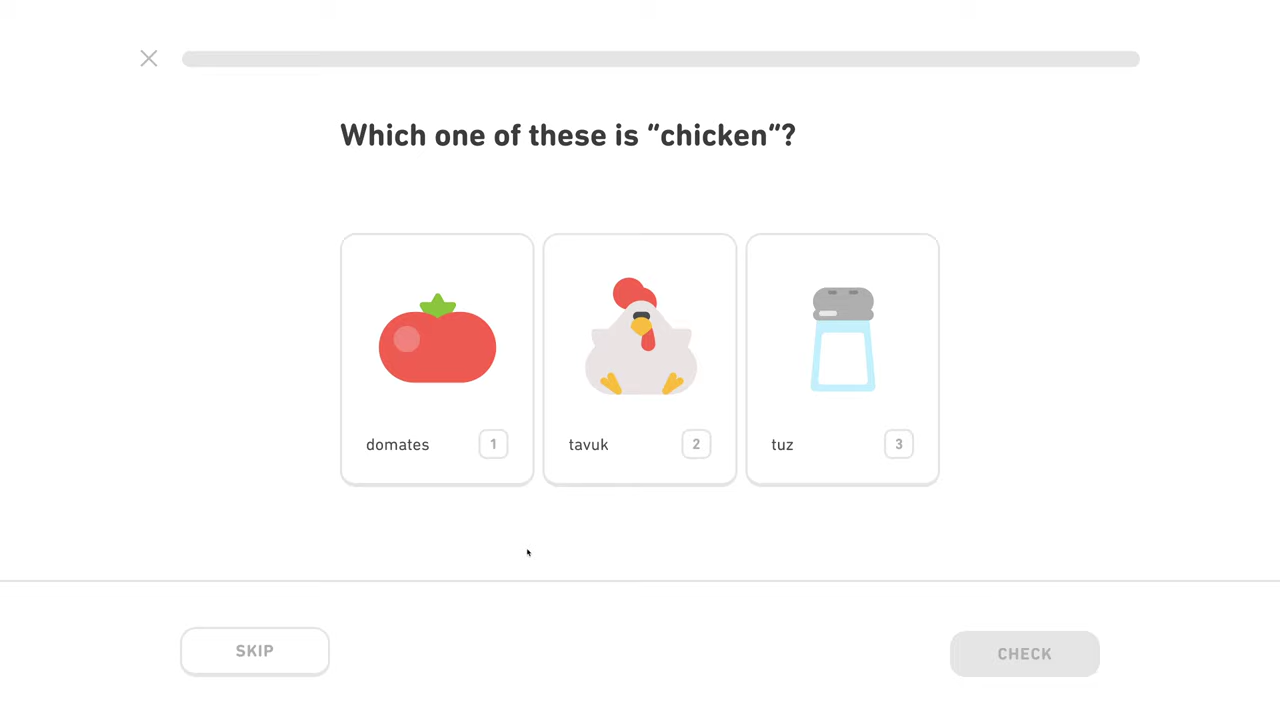 Which one of these is "chicken"?
domates 1
tavuk 2
tuz 3
SKIP
CHECK